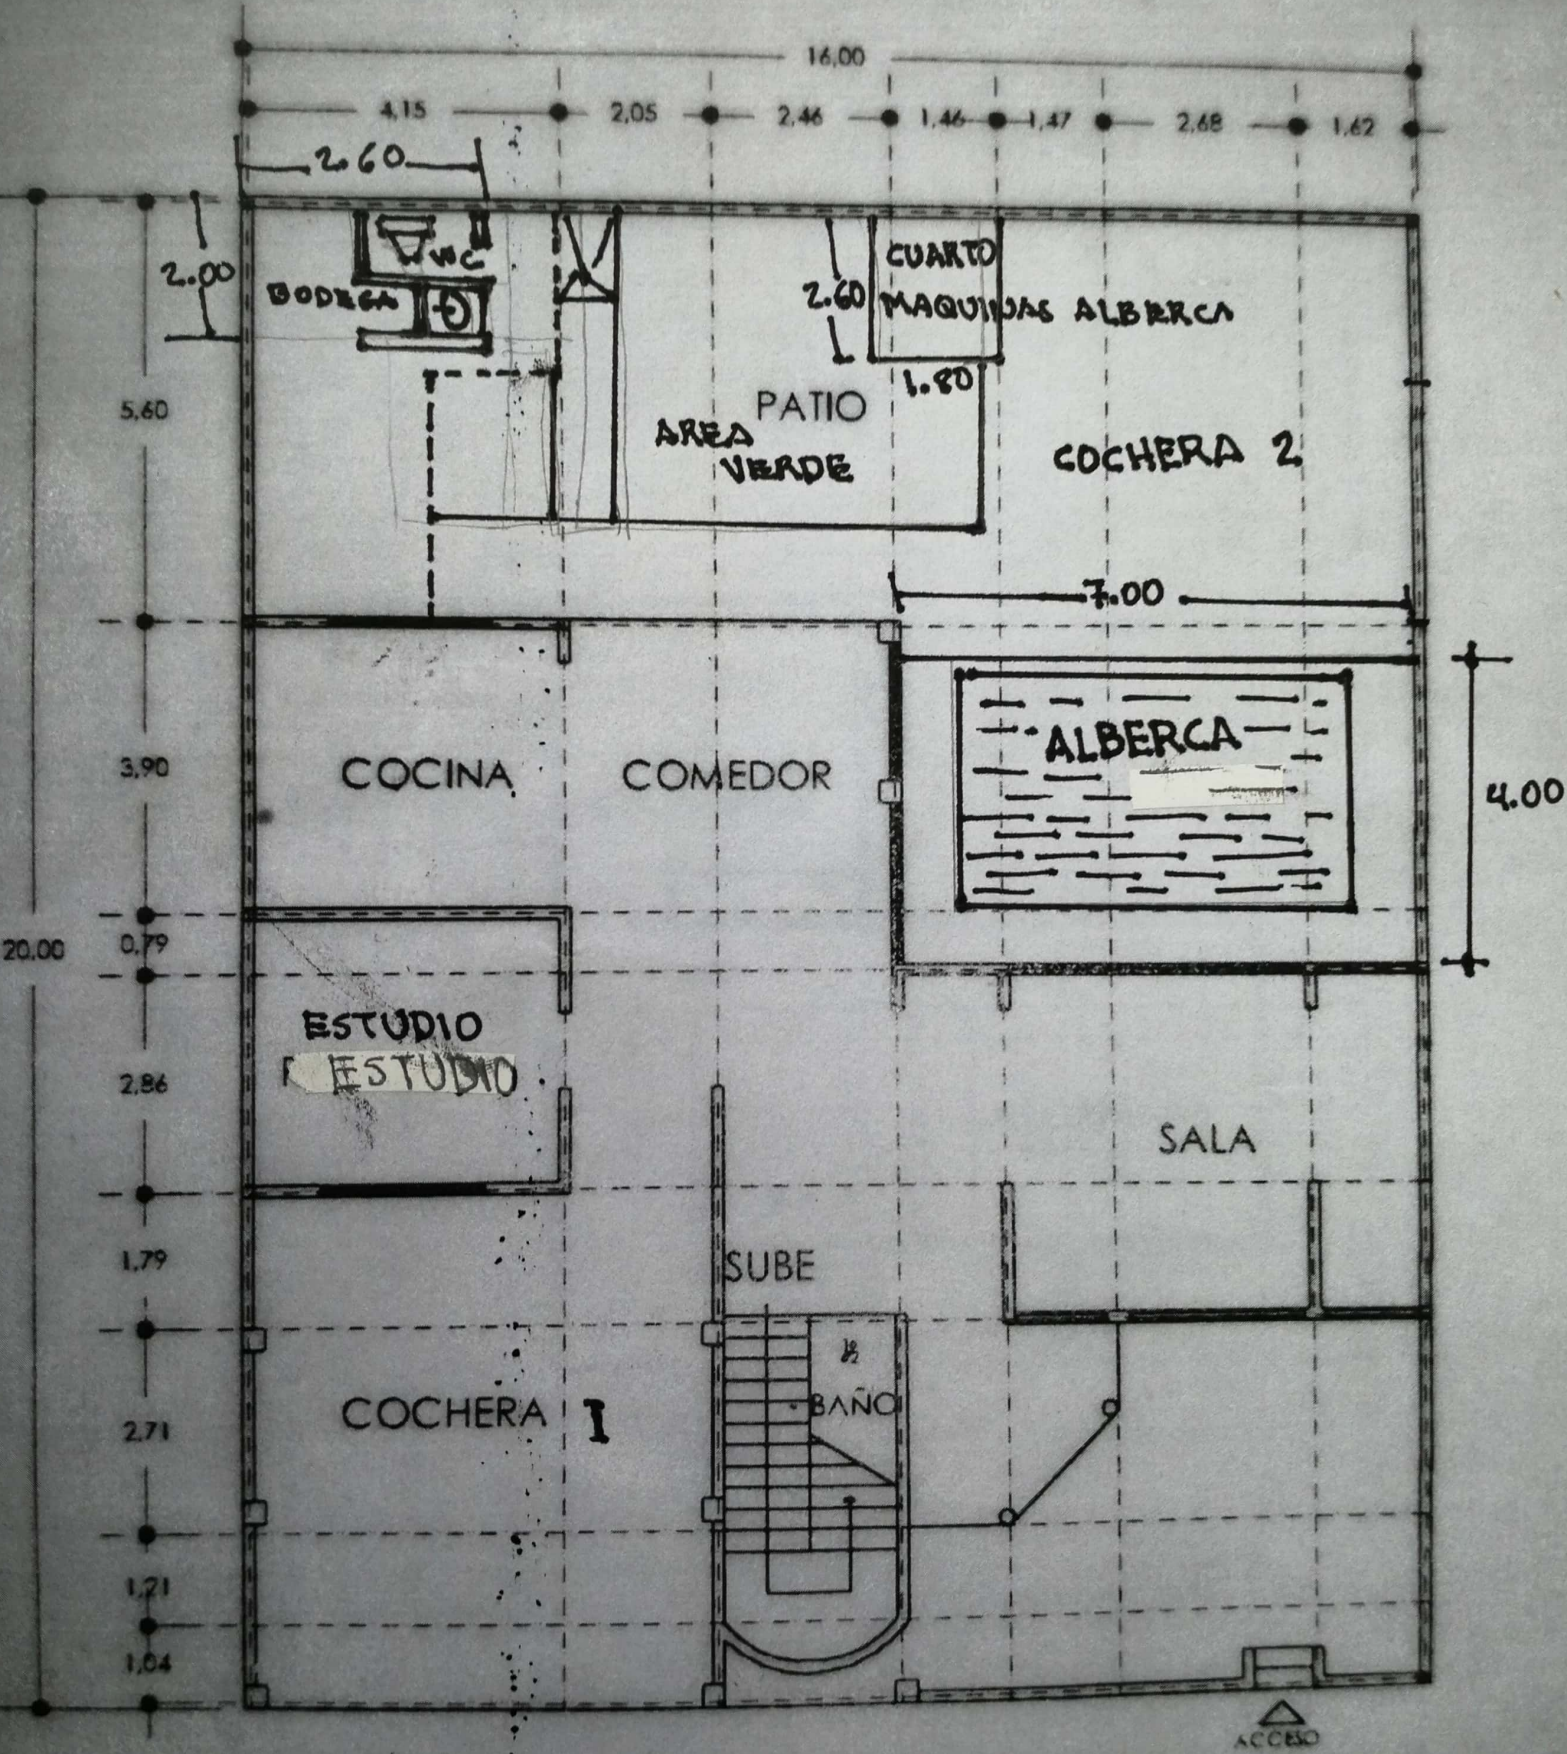 16,00
4,15
2,05
2,46
1,46
1,47
2,68
1,62
2.60
2.00
WC
BODEGA
CUARTO
MAQUINAS ALBERCA
2.60
1.80
5,60
PATIO
AREA
VERDE
COCHERA 2
7.00
3,90
COCINA
COMEDOR
ALBERCA
4.00
20,00
0,79
ESTUDIO
ESTUDIO
2,86
SALA
1,79
SUBE
BAÑO
COCHERA 1
2,71
1,21
1,04
ACCESO